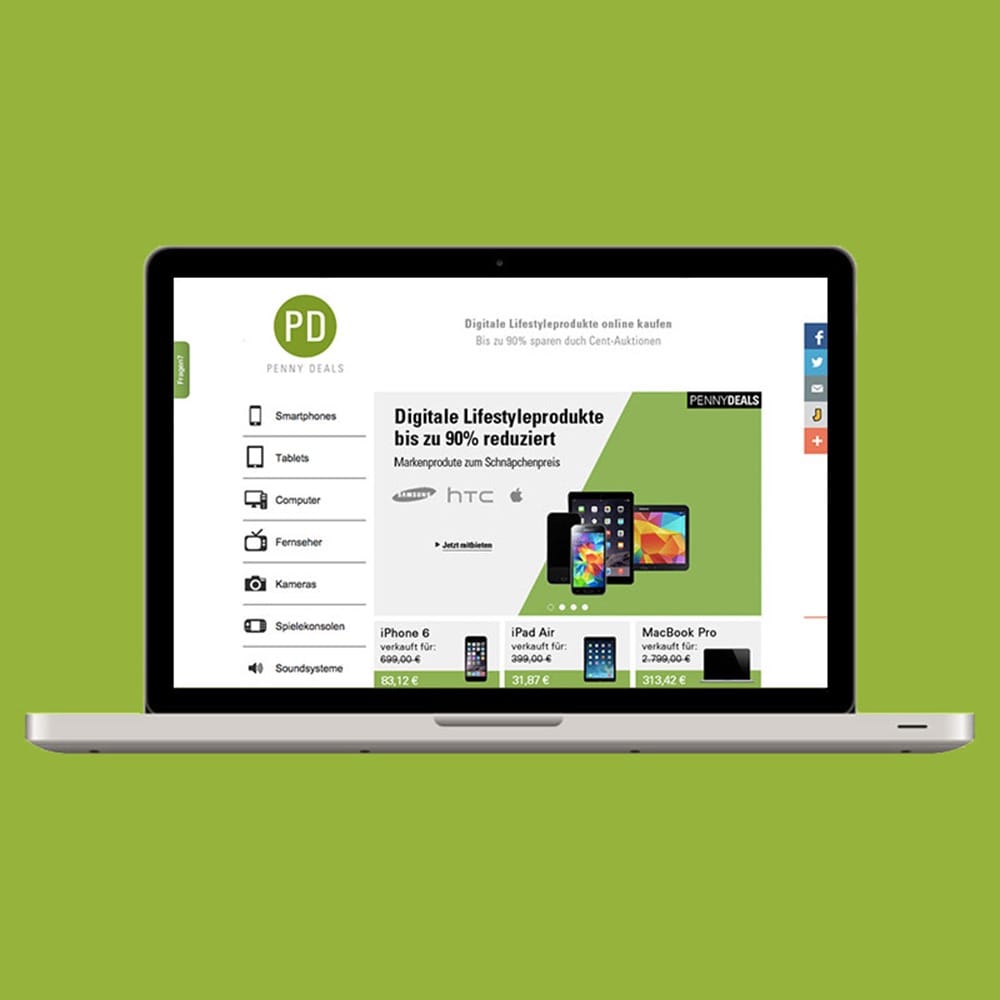 PD
PENNY DEALS
Digitale Lifestyleprodukte online kaufen
Bis zu 90% sparen duch Cent-Auktionen
Fragen?
Smartphones
Tablets
Computer
Fernseher
Kameras
Spielekonsolen
Soundsysteme
PENNYDEALS
Digitale Lifestyleprodukte
bis zu 90% reduziert
Markenprodute zum Schnäpchenpreis
SAMSUNG hTC
Jetzt mitbieten
iPhone 6
verkauft für:
699,00 €
83,12 €
iPad Air
verkauft für:
399,00 €
31,87 €
MacBook Pro
verkauft für:
2.799,00 €
313,42 €